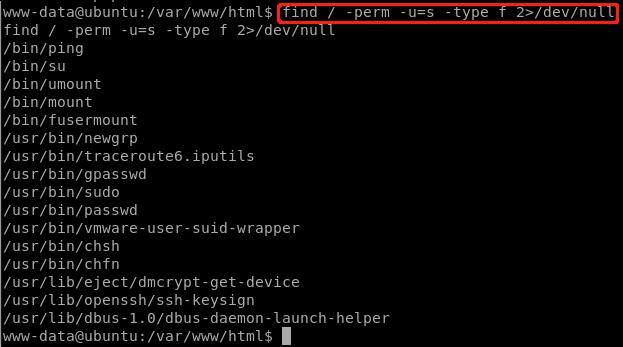 www-data@ubuntu:/var/www/html$ find / -perm -u=s -type f 2>/dev/null
find / -perm -u=s -type f 2>/dev/null
/bin/ping
/bin/su
/bin/umount
/bin/mount
/bin/fusermount
/usr/bin/newgrp
/usr/bin/traceroute6.iputils
/usr/bin/gpasswd
/usr/bin/sudo
/usr/bin/passwd
/usr/bin/vmware-user-suid-wrapper
/usr/bin/chsh
/usr/bin/chfn
/usr/lib/eject/dmcrypt-get-device
/usr/lib/openssh/ssh-keysign
/usr/lib/dbus-1.0/dbus-daemon-launch-helper
www-data@ubuntu:/var/www/html$